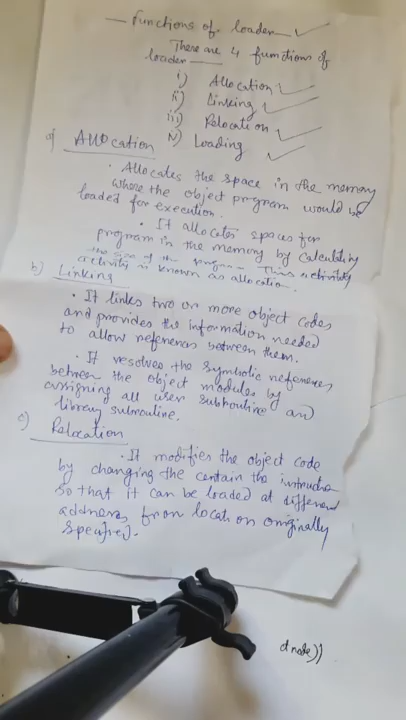 — Functions of loader —
There are 4 functions of
loader —
i) Allocation
ii) Linking
iii) Relocation
iv) Loading
a) Allocation
· Allocates the space in the memory
where the object program would be
loaded for execution.
· It allocates spaces for
program in the memory by calculating
the size of the program. This activity
activity is known as allocation.
b) Linking
· It links two or more object codes
and provides the information needed
to allow references between them.
· It resolves the symbolic references
between the object modules by
assigning all user subroutine and
library subroutine.
c) Relocation
· It modifies the object code
by changing the certain the instruction
so that it can be loaded at different
address from location originally
specified.
d node))